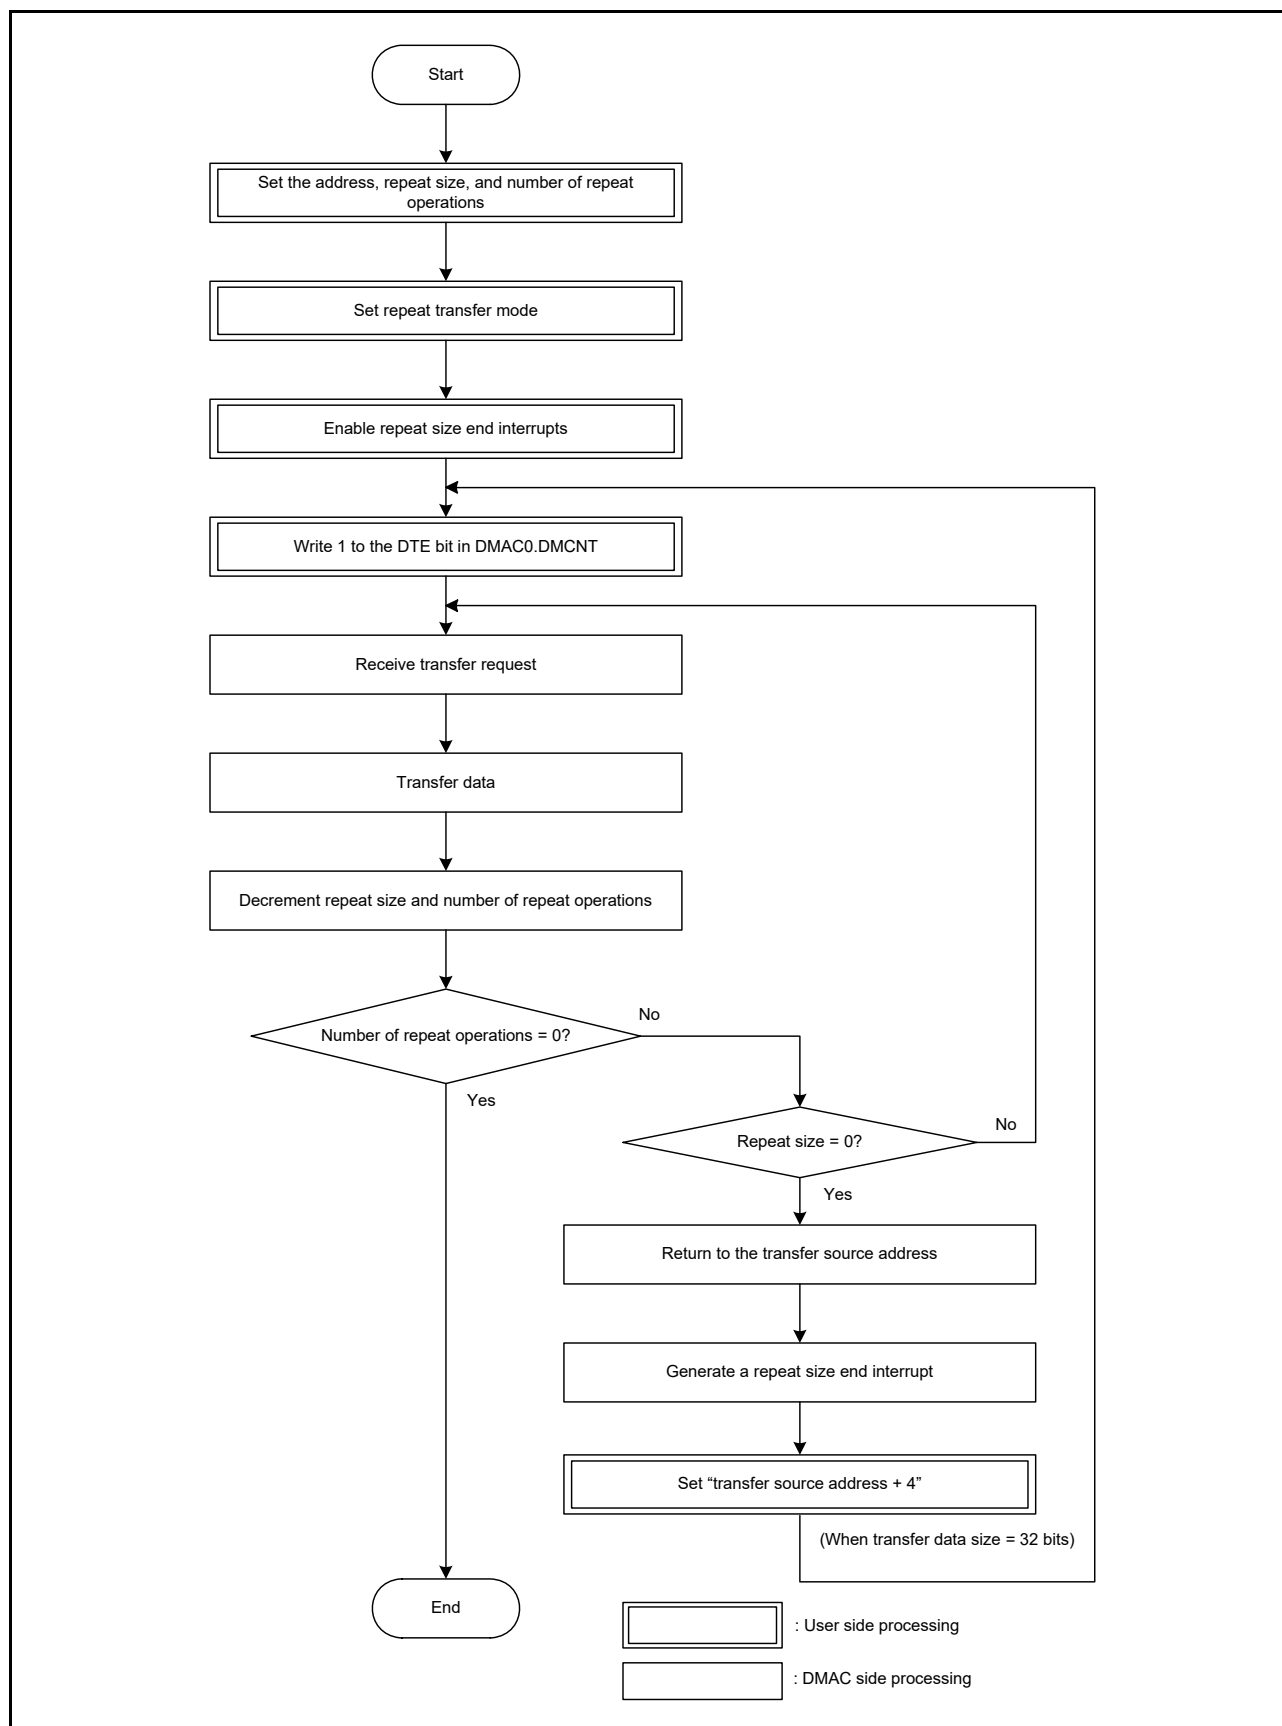 Start
Set the address, repeat size, and number of repeat
operations
Set repeat transfer mode
Enable repeat size end interrupts
Write 1 to the DTE bit in DMAC0.DMCNT
Receive transfer request
Transfer data
Decrement repeat size and number of repeat operations
Number of repeat operations = 0?
No
Yes
Repeat size = 0?
No
Yes
Return to the transfer source address
Generate a repeat size end interrupt
Set “transfer source address + 4”
(When transfer data size = 32 bits)
End
: User side processing
: DMAC side processing